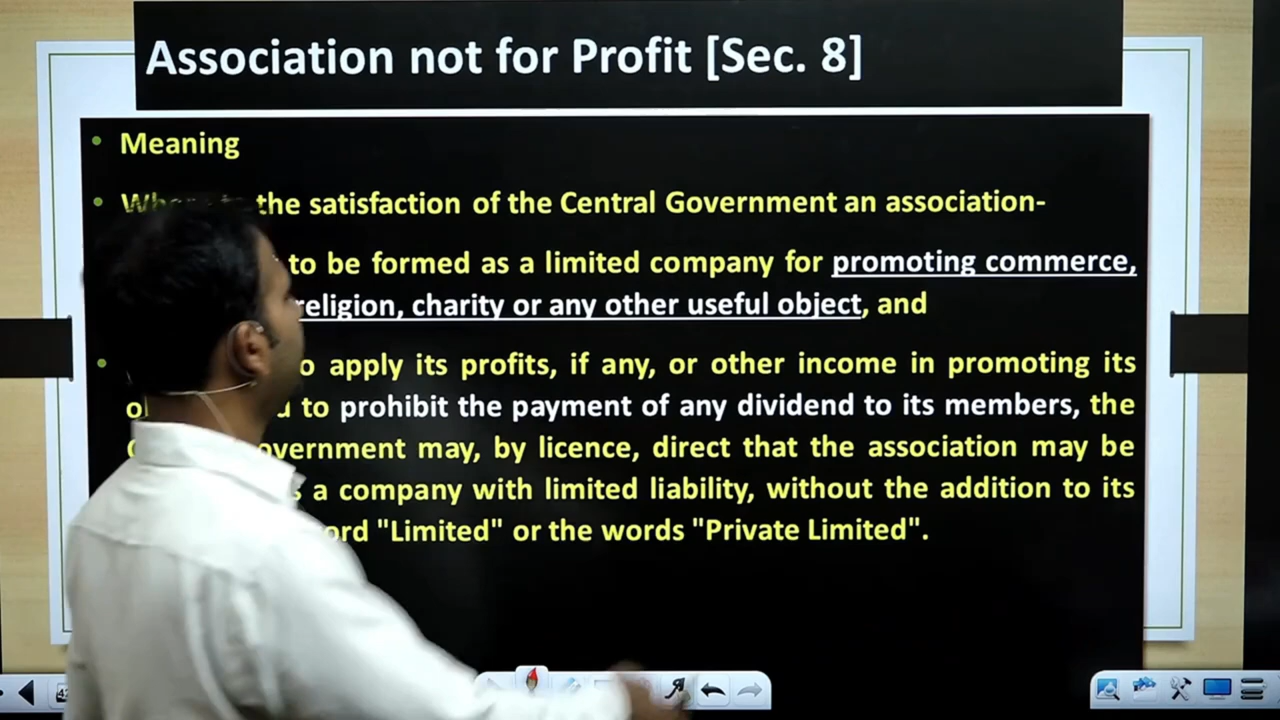 Association not for Profit [Sec. 8]
• Meaning
• the satisfaction of the Central Government an association-
to be formed as a limited company for promoting commerce,
religion, charity or any other useful object, and
• apply its profits, if any, or other income in promoting its
to prohibit the payment of any dividend to its members, the
may, by licence, direct that the association may be
a company with limited liability, without the addition to its
"Limited" or the words "Private Limited".